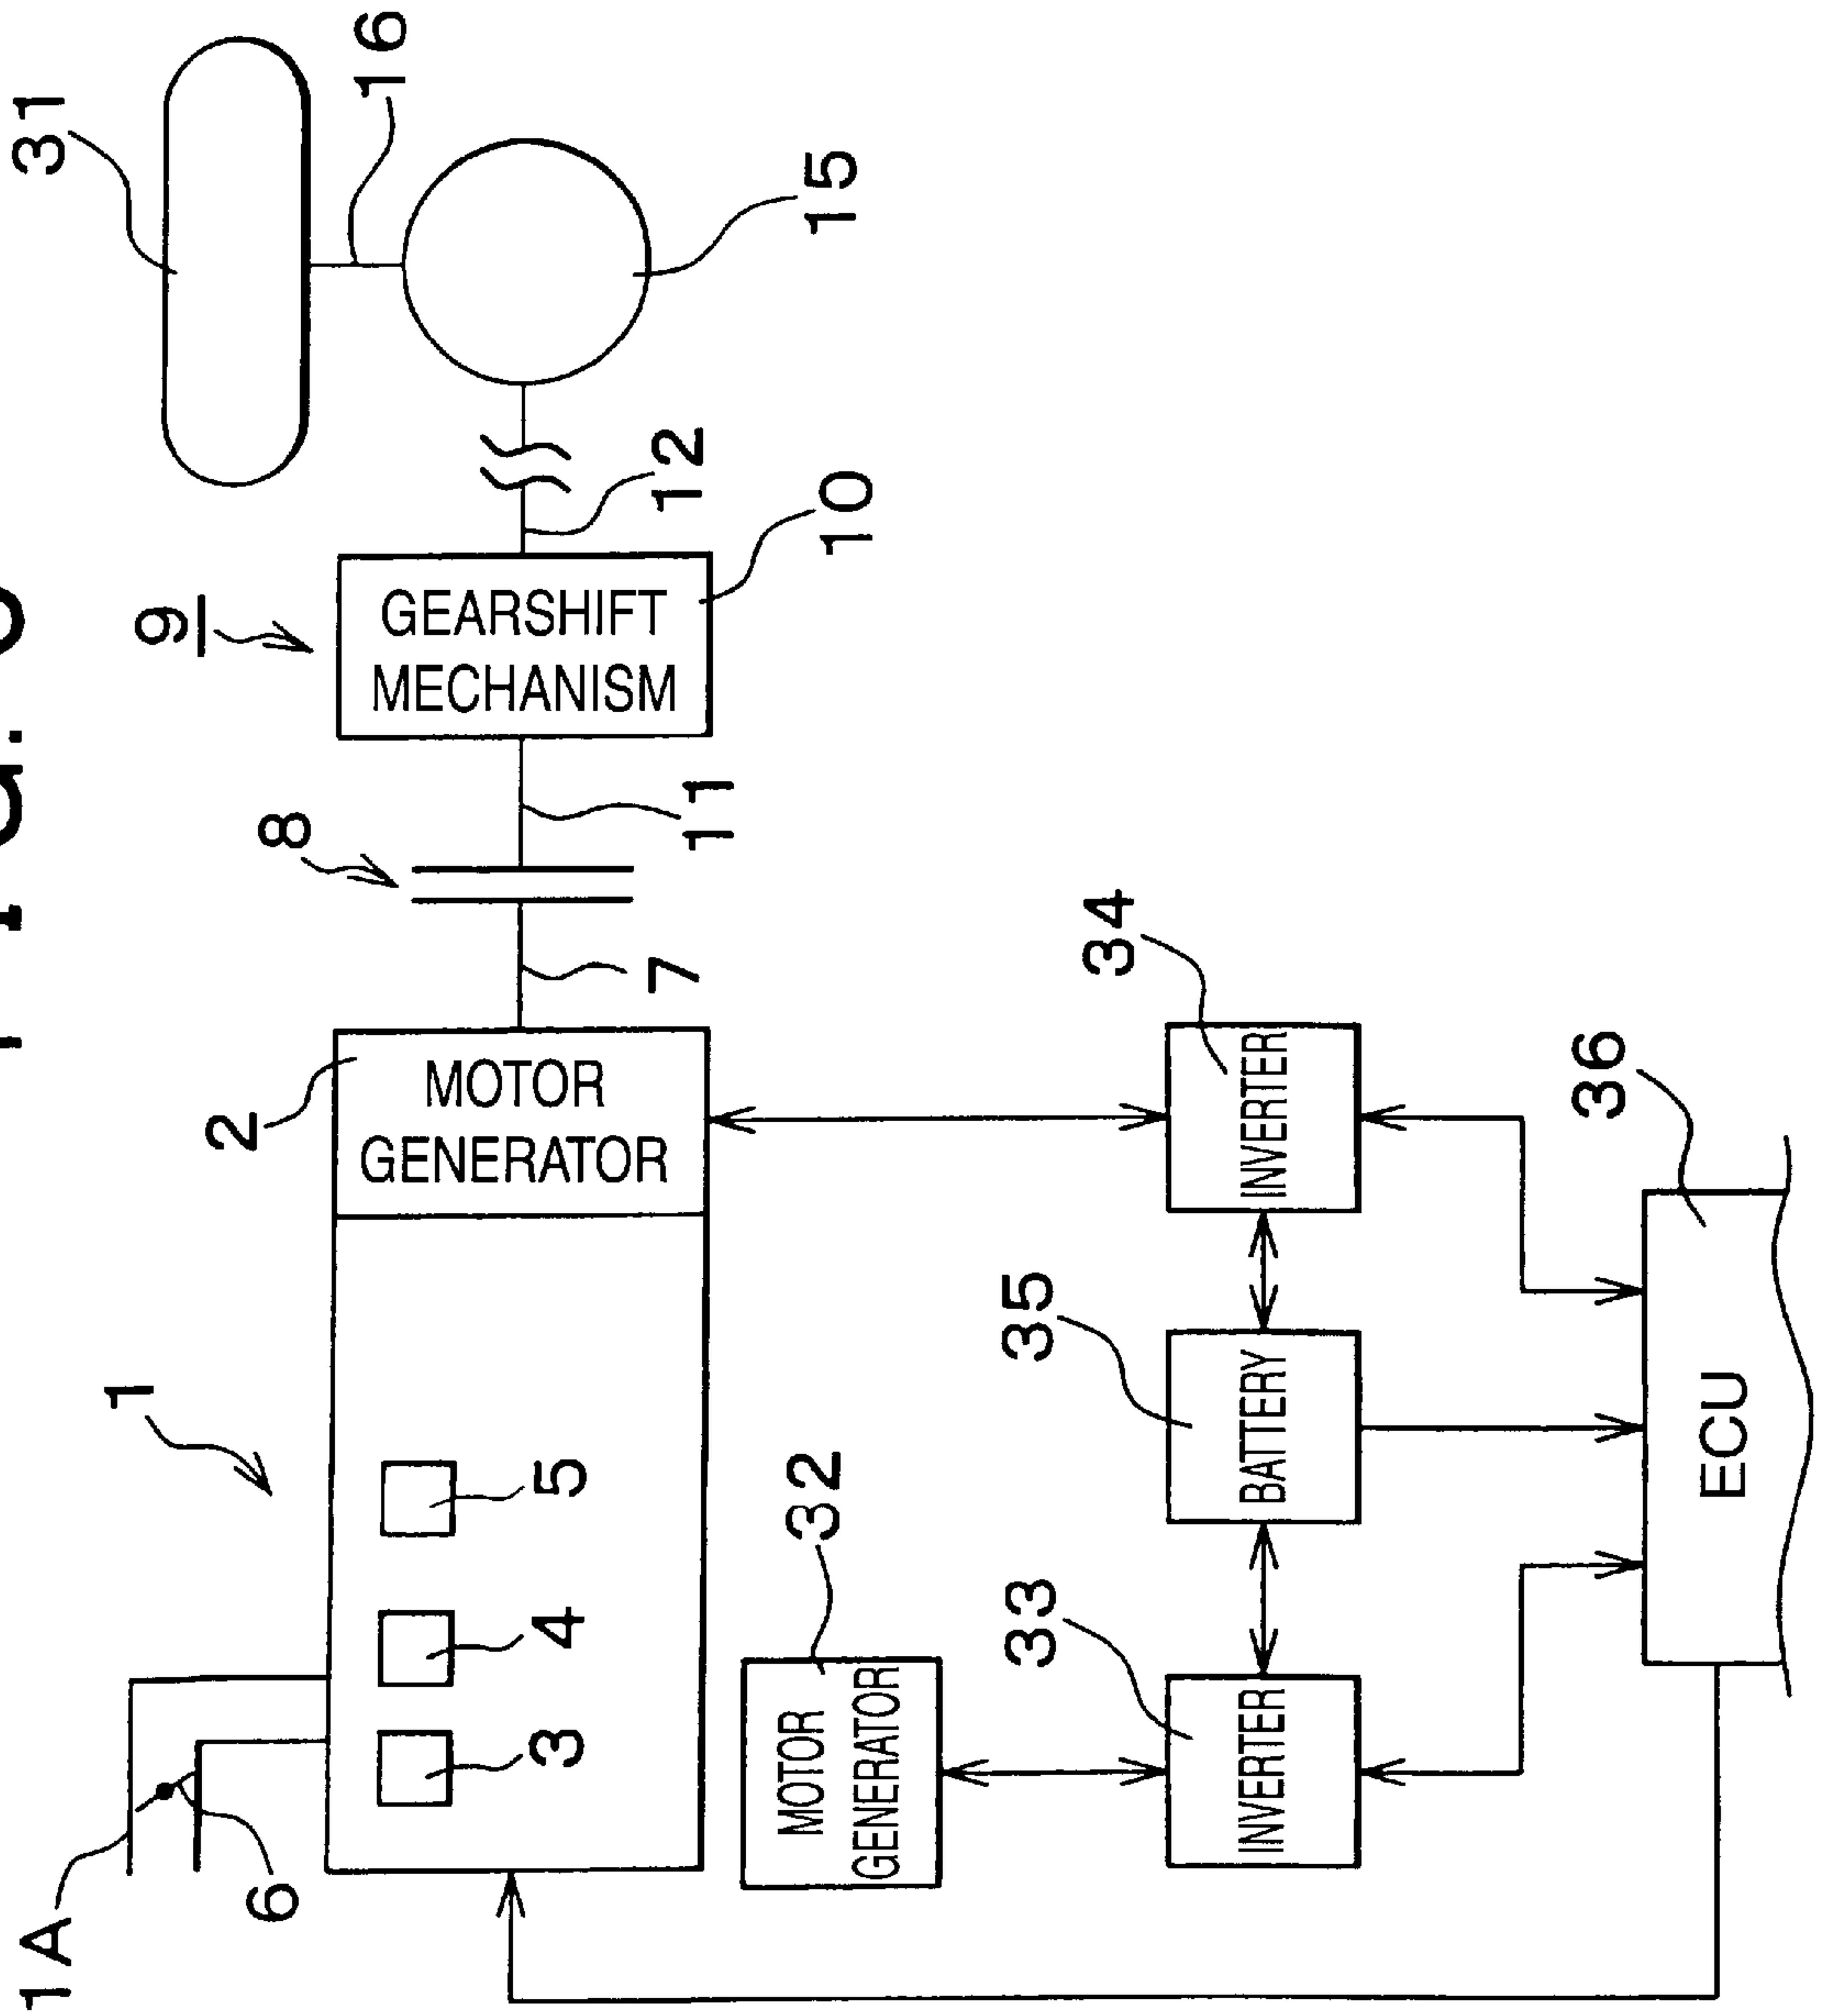 FIG.
1A
31
1
9
16
6
2
8
MOTOR
GENERATOR
GEARSHIFT
MECHANISM
3
4
5
7
11
12
10
15
32
MOTOR
GENERATOR
33
35
34
INVERTER
BATTERY
INVERTER
36
ECU